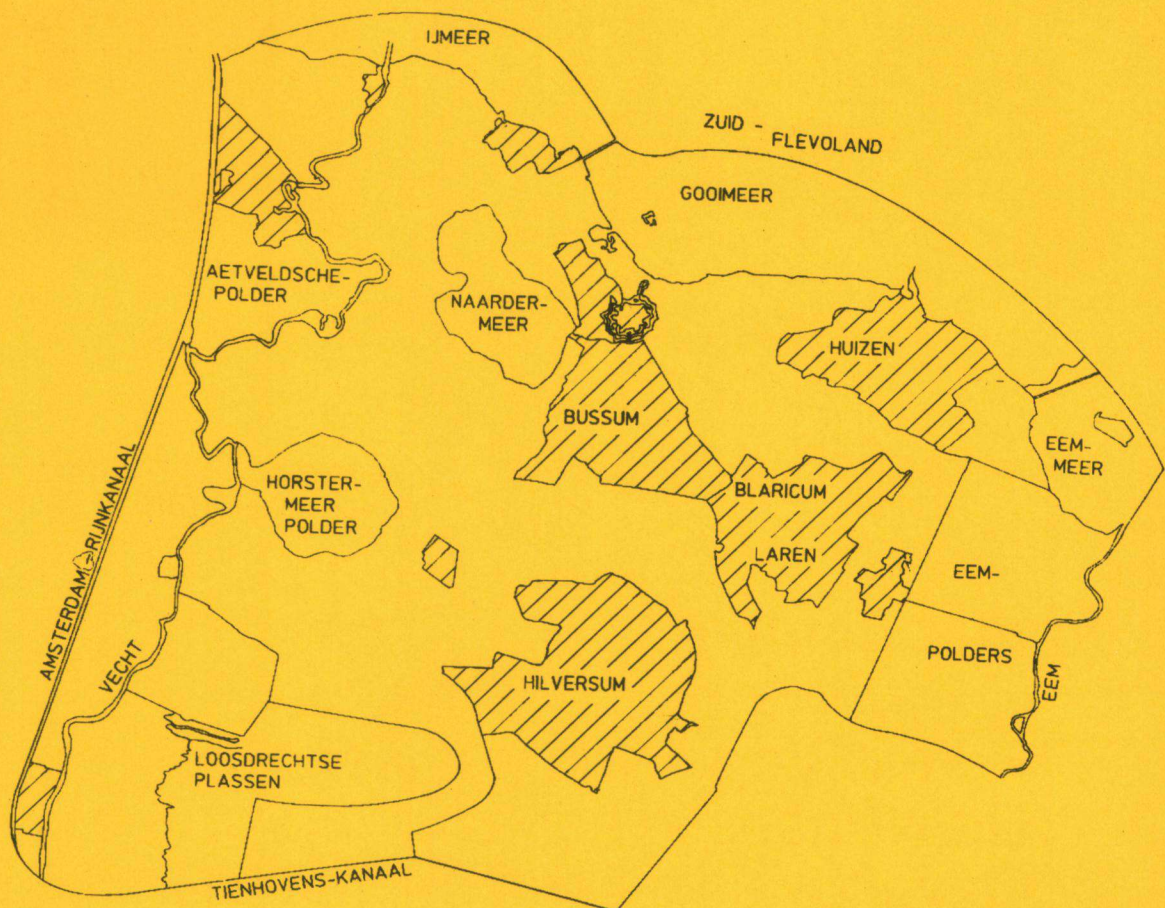 IJMEER
ZUID -
FLEVOLAND
GOOIMEER
AETVELDSCHE-
POLDER
NAARDER-
MEER
HUIZEN
BUSSUM
EEM-
MEER
HORSTER-
MEER
POLDER
BLARICUM
LAREN
EEM-
POLDERS
EEM
AMSTERDAM-RIJNKANAAL
VECHT
HILVERSUM
LOOSDRECHTSE
PLASSEN
TIENHOVENS-KANAAL